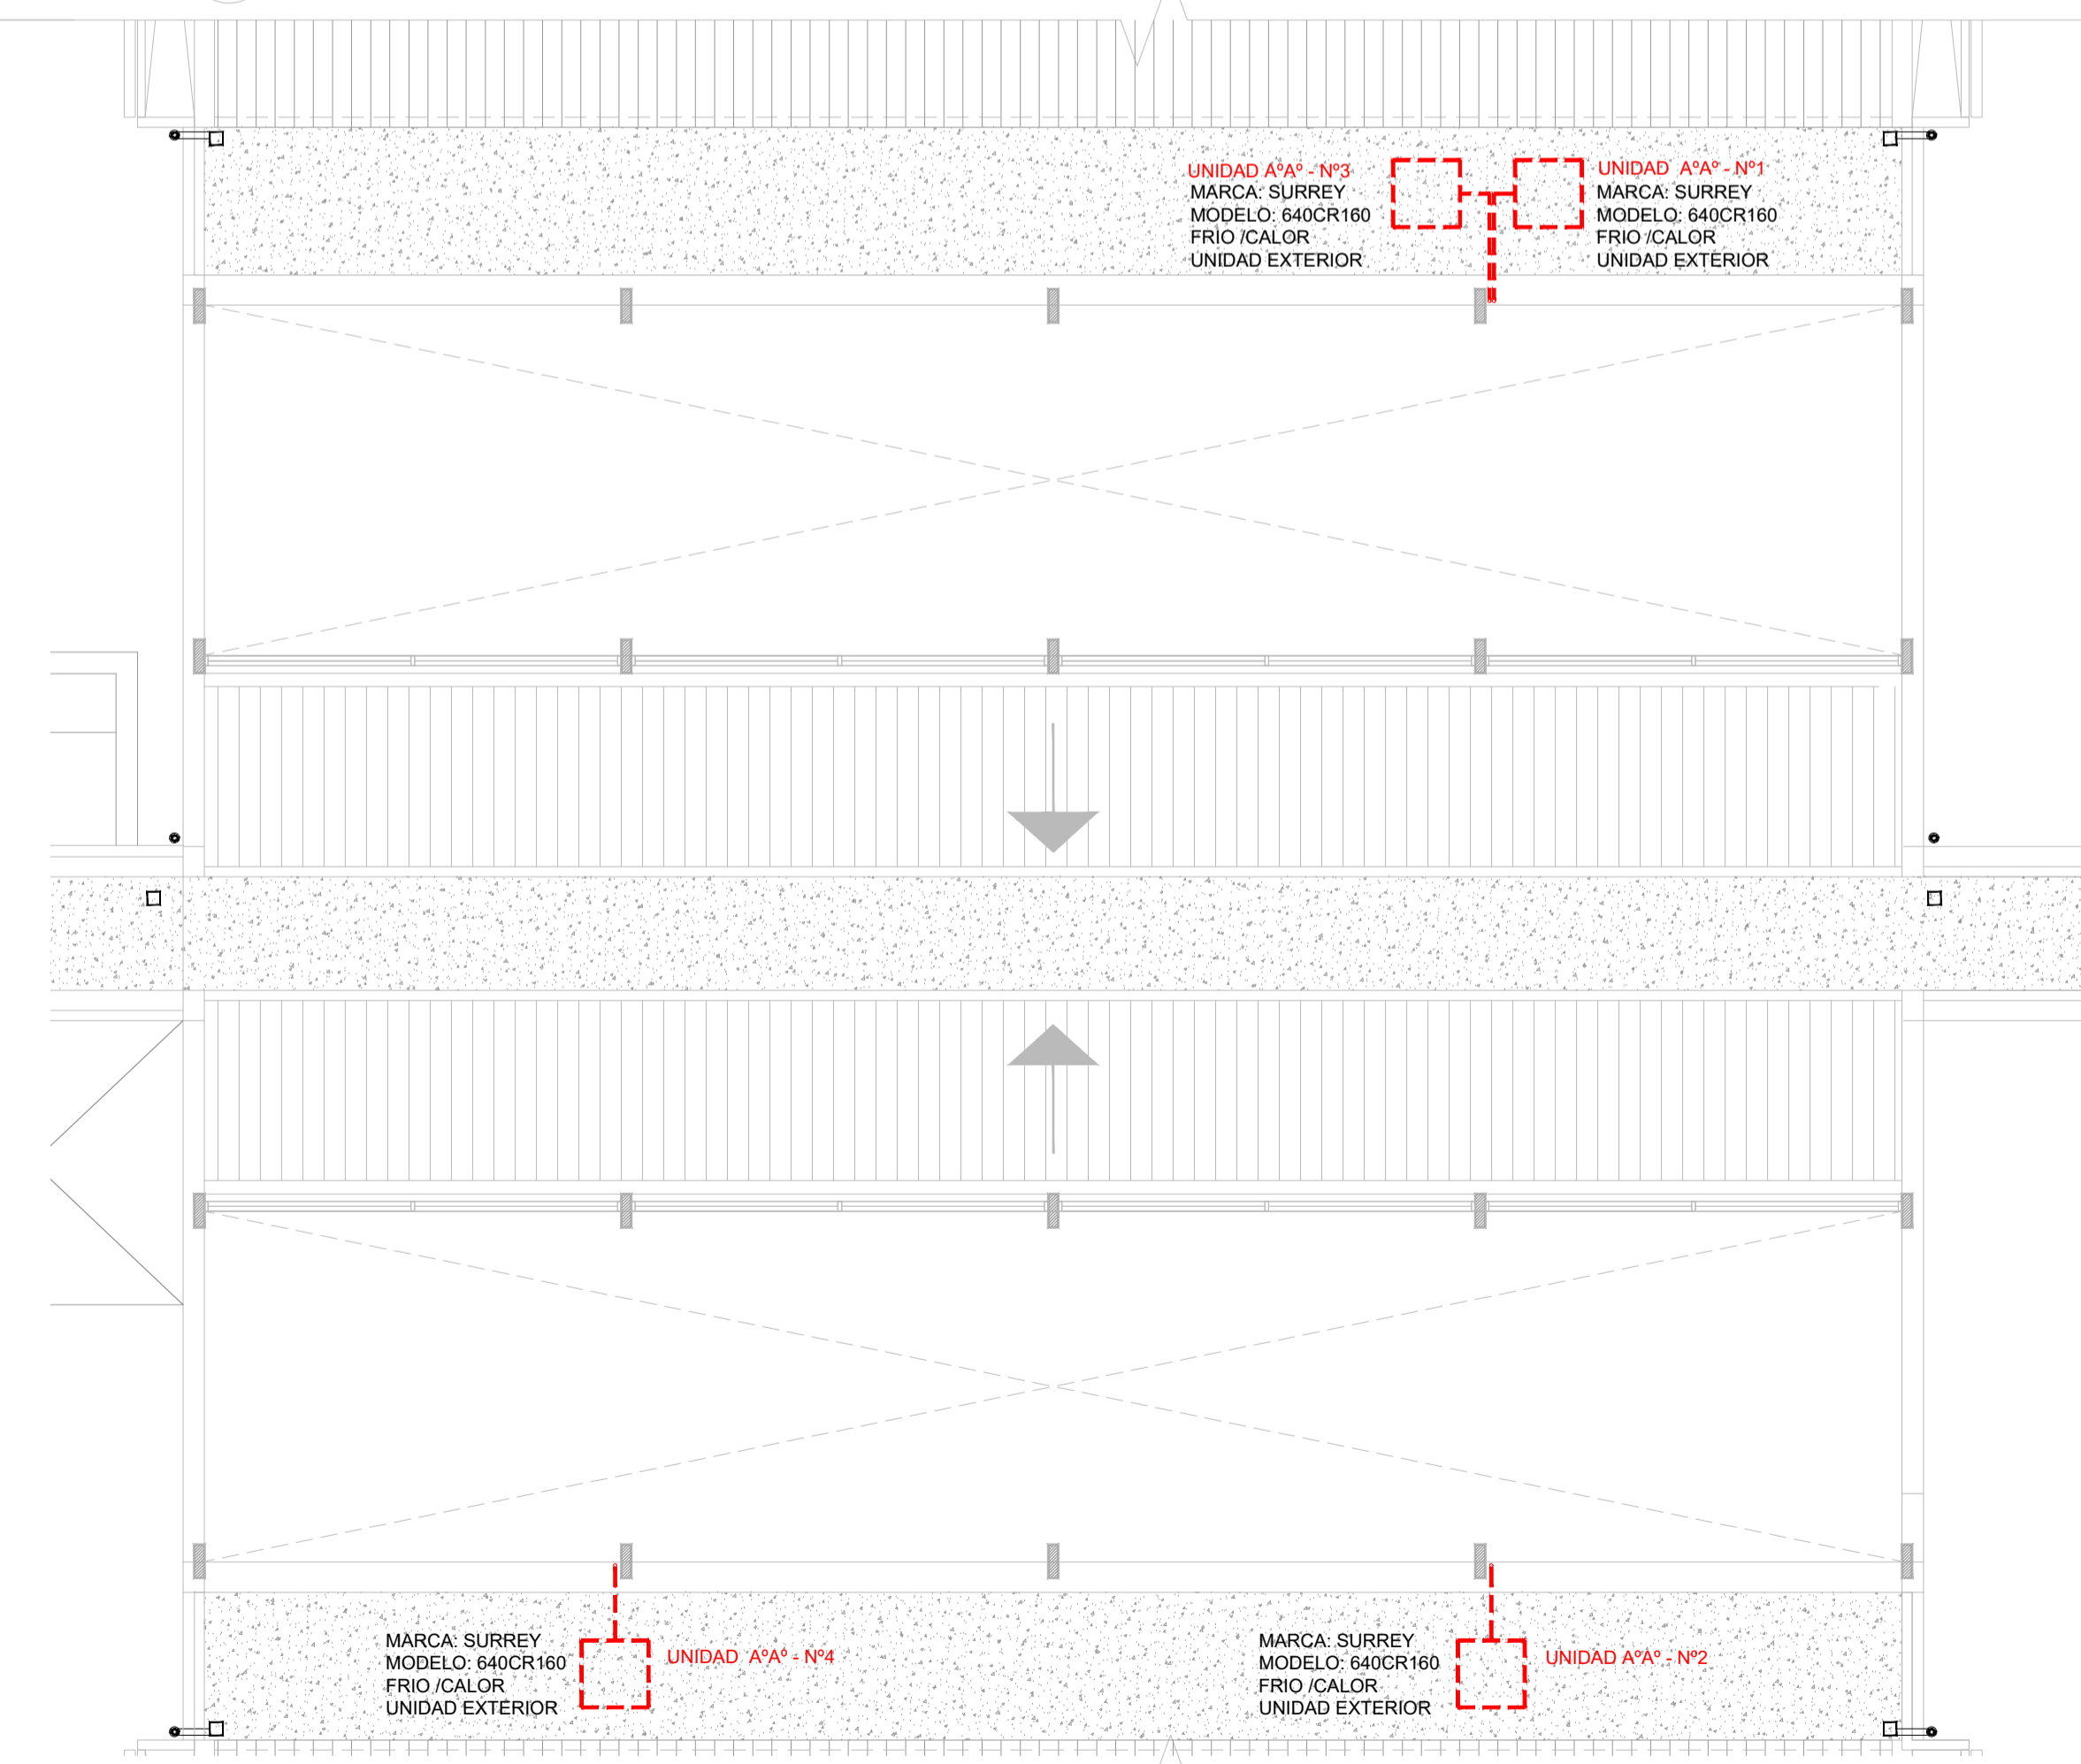 UNIDAD AºAº - Nº3
MARCA: SURREY
MODELO: 640CR160
FRIO /CALOR
UNIDAD EXTERIOR
UNIDAD AºAº - Nº1
MARCA: SURREY
MODELO: 640CR160
FRIO /CALOR
UNIDAD EXTERIOR
MARCA: SURREY
MODELO: 640CR160
FRIO /CALOR
UNIDAD EXTERIOR
UNIDAD AºAº - Nº4
MARCA: SURREY
MODELO: 640CR160
FRIO /CALOR
UNIDAD EXTERIOR
UNIDAD AºAº - Nº2